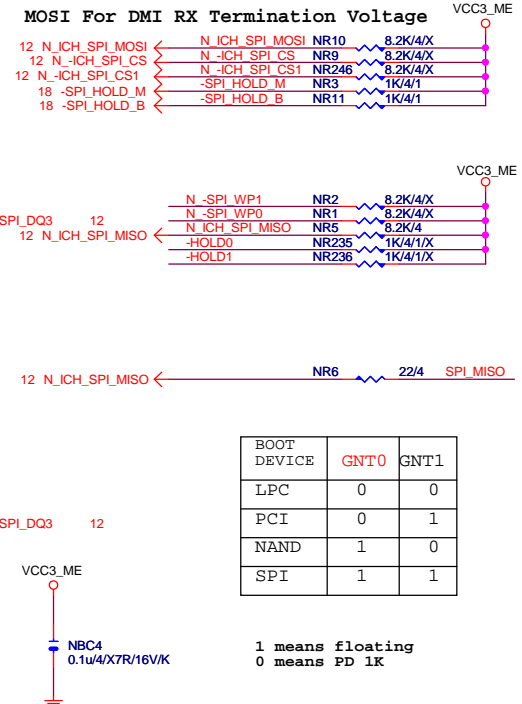 MOSI For DMI RX Termination Voltage VCC3_ME
12 N_ICH_SPI_MOSI N_ICH_SPI_MOSI NR10 8.2K/4/X
12 N_-ICH_SPI_CS N_-ICH_SPI_CS NR9 8.2K/4/X
12 N_-ICH_SPI_CS1 N_-ICH_SPI_CS1 NR246 8.2K/4/X
18 -SPI_HOLD_M -SPI_HOLD_M NR3 1K/4/1
18 -SPI_HOLD_B -SPI_HOLD_B NR11 1K/4/1
VCC3_ME
N_-SPI_WP1 NR2 8.2K/4/X
SPI_DQ3 12 N_-SPI_WP0 NR1 8.2K/4/X
12 N_ICH_SPI_MISO N_ICH_SPI_MISO NR5 8.2K/4
-HOLD0 NR235 1K/4/1/X
-HOLD1 NR236 1K/4/1/X
12 N_ICH_SPI_MISO NR6 22/4 SPI_MISO
BOOT DEVICE GNT0 GNT1
LPC 0 0
PCI 0 1
NAND 1 0
SPI 1 1
SPI_DQ3 12
VCC3_ME
NBC4
0.1u/4/X7R/16V/K
1 means floating
0 means PD 1K